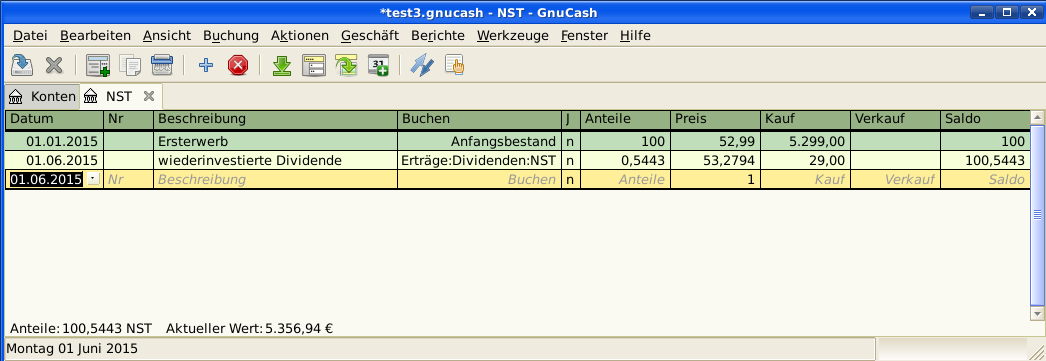 *test3.gnucash - NST - GnuCash
Datei Bearbeiten Ansicht Buchung Aktionen Geschäft Berichte Werkzeuge Fenster Hilfe
31
Konten NST
Datum Nr Beschreibung Buchen J Anteile Preis Kauf Verkauf Saldo
01.01.2015 Ersterwerb Anfangsbestand n 100 52,99 5.299,00 100
01.06.2015 wiederinvestierte Dividende Erträge:Dividenden:NST n 0,5443 53,2794 29,00 100,5443
01.06.2015 Nr Beschreibung Buchen n Anteile 1 Kauf Verkauf Saldo
Anteile: 100,5443 NST Aktueller Wert: 5.356,94 €
Montag 01 Juni 2015